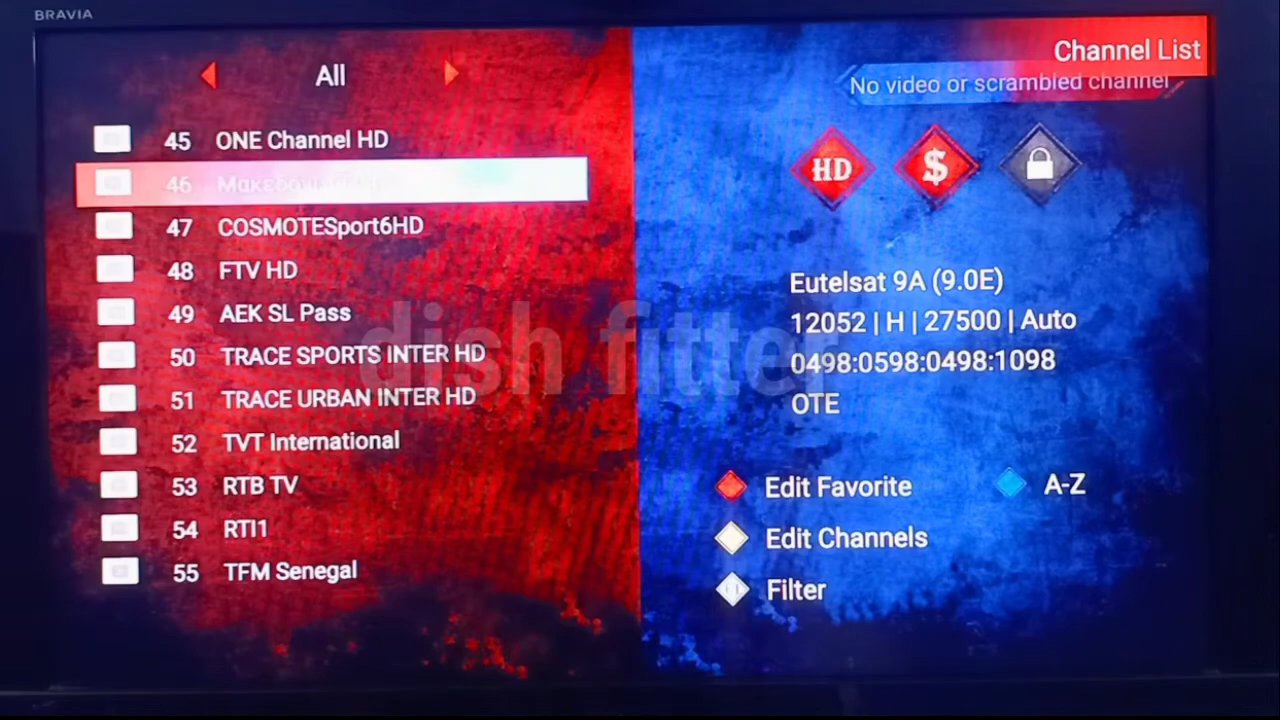 BRAVIA
Channel List
All
No video or scrambled channel
45 ONE Channel HD
HD $
46
47 COSMOTESport6HD
48 FTV HD
49 AEK SL Pass
50 TRACE SPORTS INTER HD
51 TRACE URBAN INTER HD
52 TVT International
53 RTB TV
54 RTI1
55 TFM Senegal
Eutelsat 9A (9.0E)
12052 | H | 27500 | Auto
0498:0598:0498:1098
OTE
Edit Favorite
A-Z
Edit Channels
Filter
dish fitter